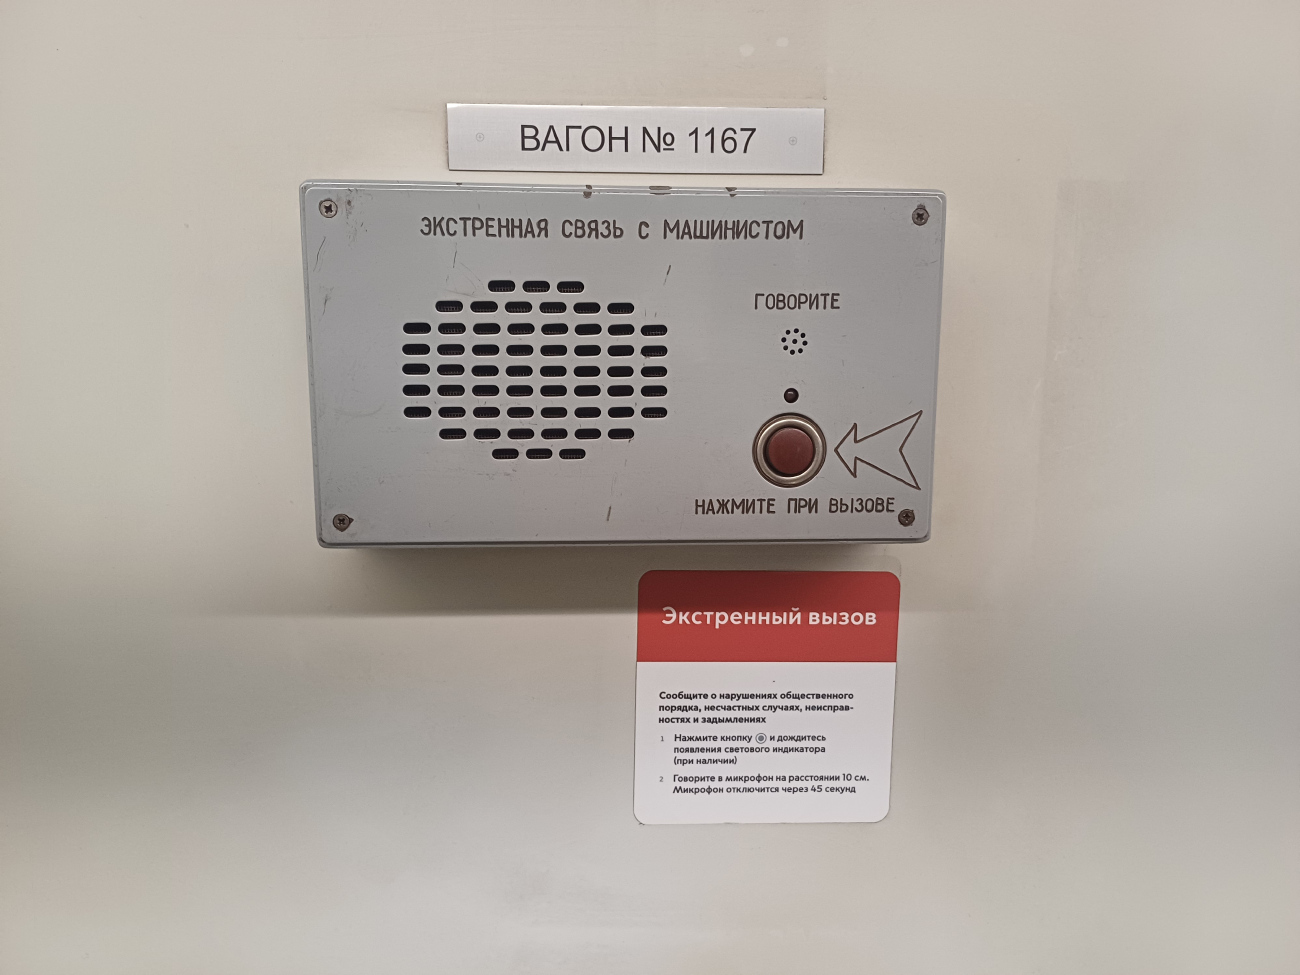 ВАГОН № 1167
ЭКСТРЕННАЯ СВЯЗЬ С МАШИНИСТОМ
ГОВОРИТЕ
НАЖМИТЕ ПРИ ВЫЗОВЕ
Экстренный вызов
Сообщите о нарушениях общественного
порядка, несчастных случаях, неисправ-
ностях и задымлениях
1 Нажмите кнопку и дождитесь
появления светового индикатора
(при наличии)
2 Говорите в микрофон на расстоянии 10 см.
Микрофон отключится через 45 секунд